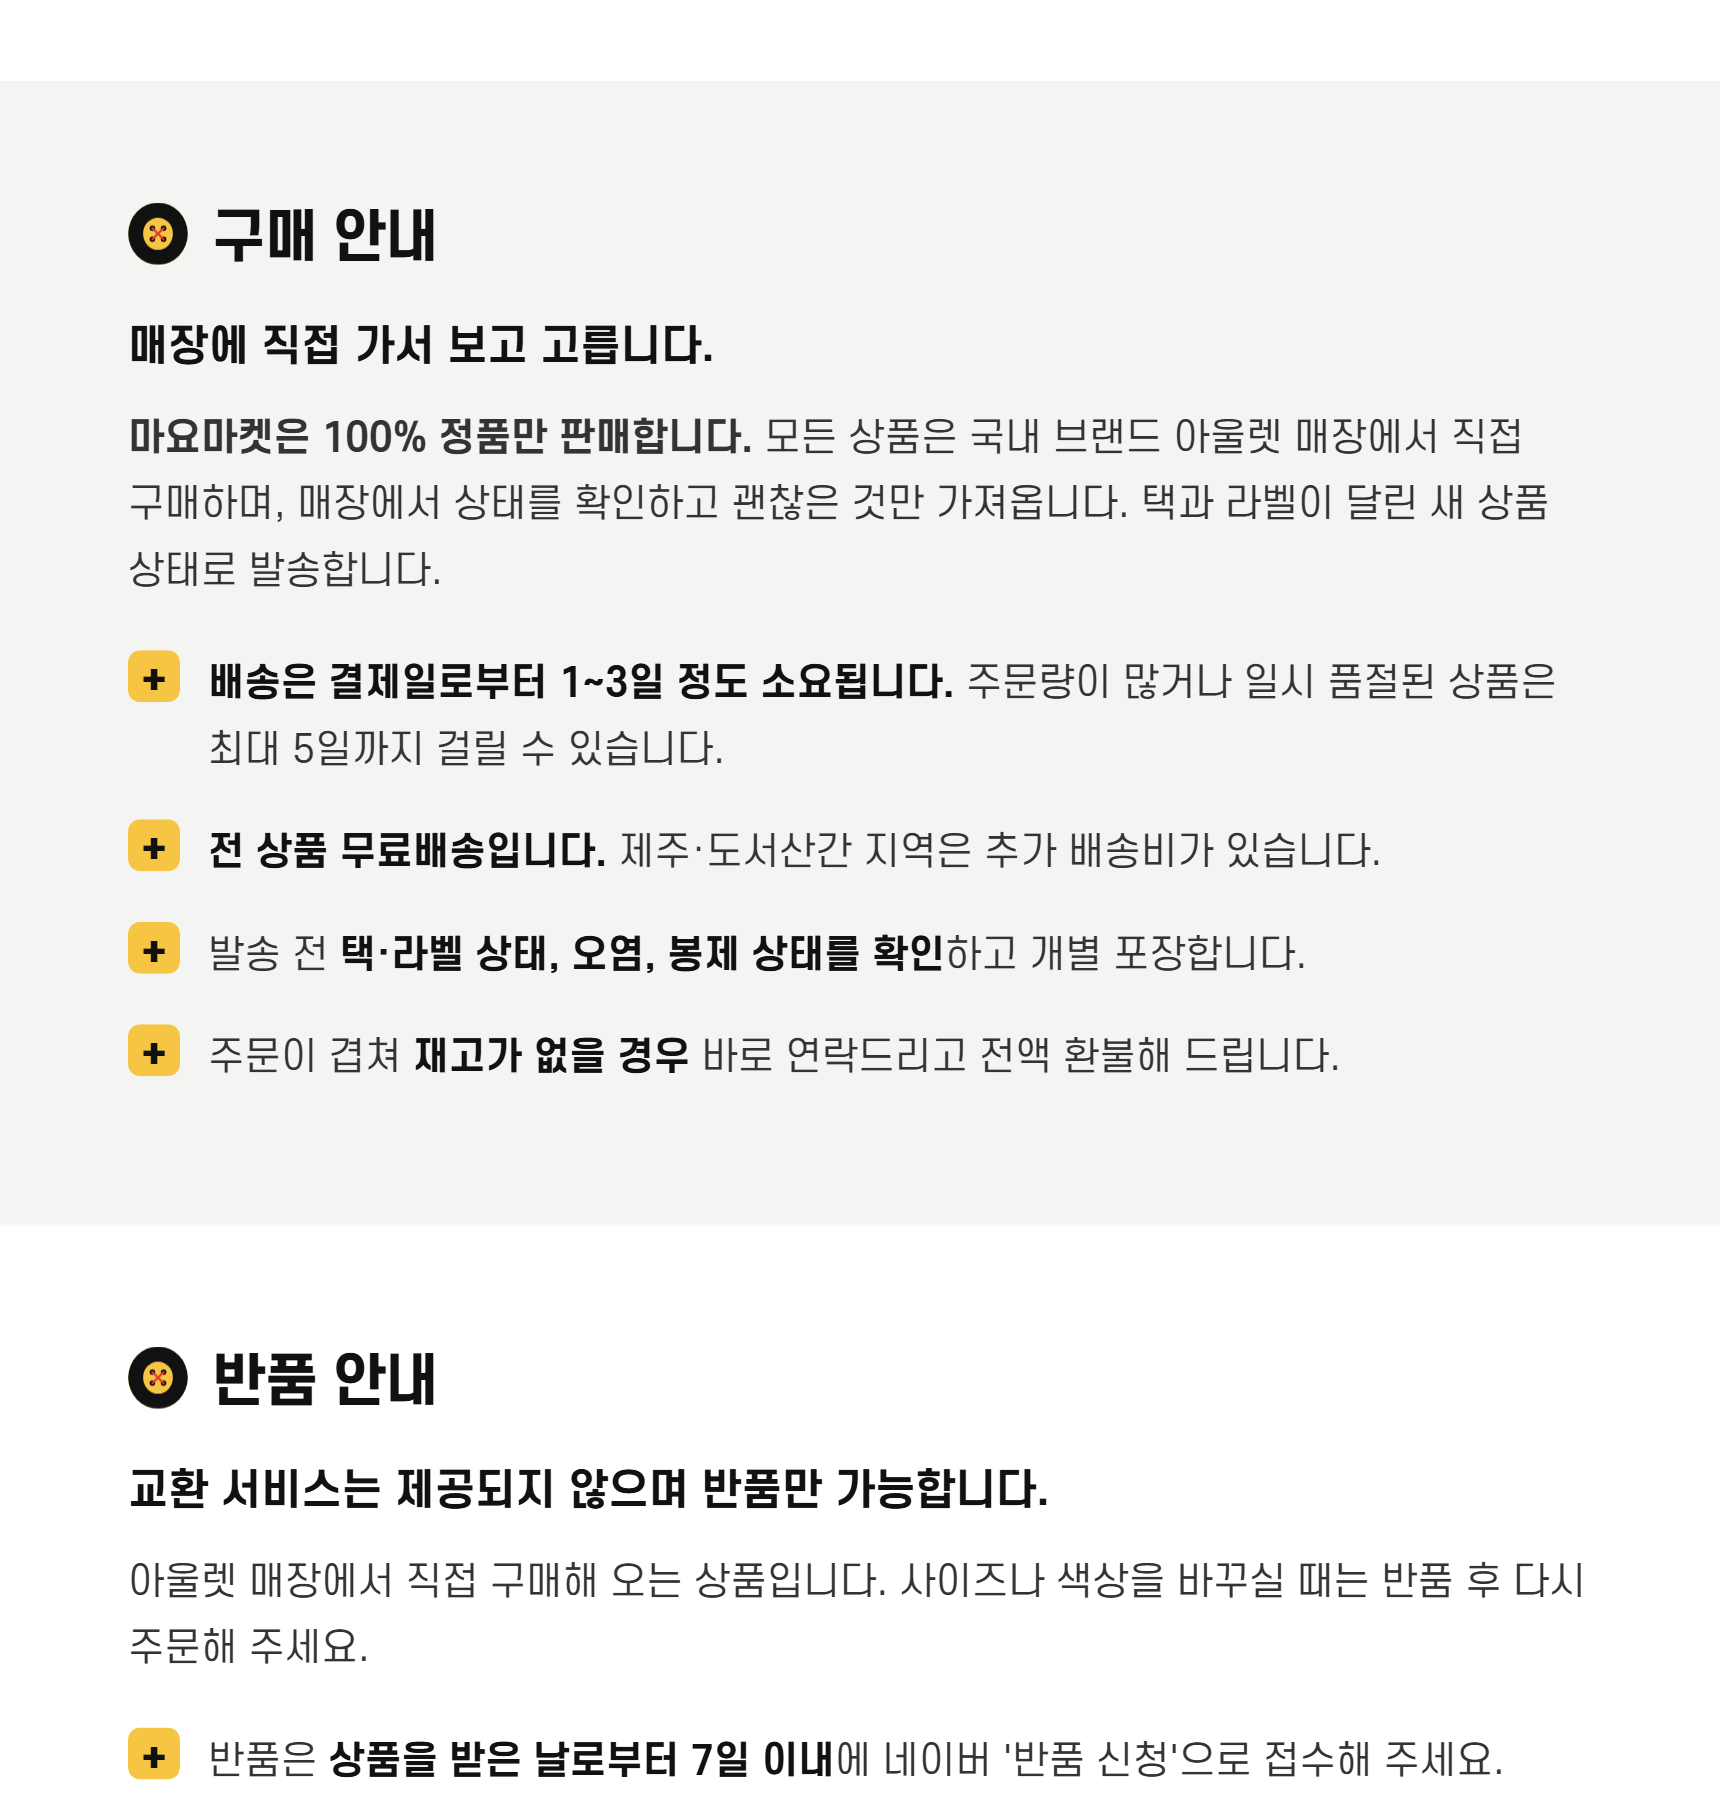 구매 안내
매장에 직접 가서 보고 고릅니다.
마요마켓은 100% 정품만 판매합니다. 모든 상품은 국내 브랜드 아울렛 매장에서 직접
구매하며, 매장에서 상태를 확인하고 괜찮은 것만 가져옵니다. 택과 라벨이 달린 새 상품
상태로 발송합니다.
+ 배송은 결제일로부터 1~3일 정도 소요됩니다. 주문량이 많거나 일시 품절된 상품은
최대 5일까지 걸릴 수 있습니다.
+ 전 상품 무료배송입니다. 제주·도서산간 지역은 추가 배송비가 있습니다.
+ 발송 전 택·라벨 상태, 오염, 봉제 상태를 확인하고 개별 포장합니다.
+ 주문이 겹쳐 재고가 없을 경우 바로 연락드리고 전액 환불해 드립니다.
반품 안내
교환 서비스는 제공되지 않으며 반품만 가능합니다.
아울렛 매장에서 직접 구매해 오는 상품입니다. 사이즈나 색상을 바꾸실 때는 반품 후 다시
주문해 주세요.
+ 반품은 상품을 받은 날로부터 7일 이내에 네이버 '반품 신청'으로 접수해 주세요.